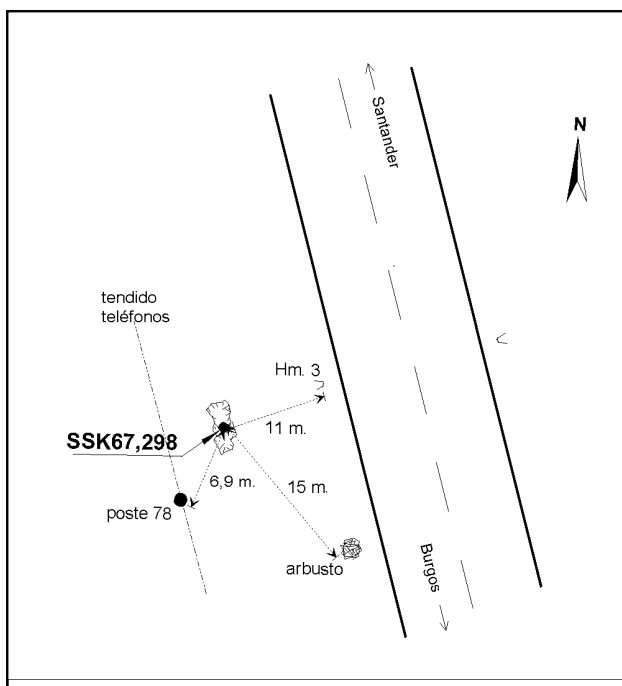 Santander
N
tendido
teléfonos
Hm. 3
SSK67,298
11 m.
6,9 m.
15 m.
poste 78
arbusto
Burgos